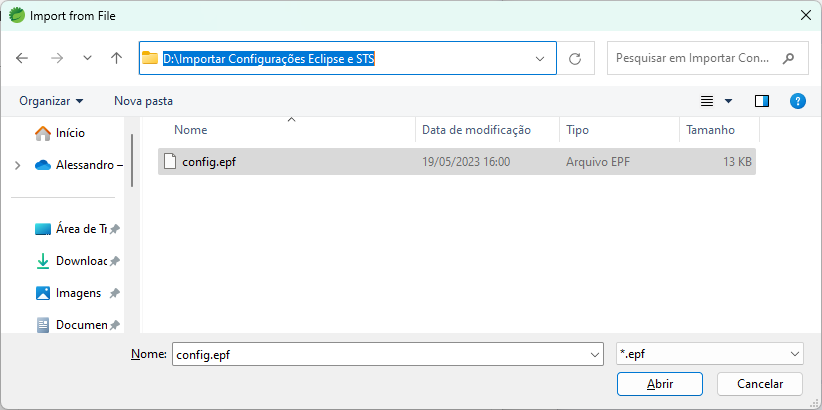 Import from File
D:\Importar Configurações Eclipse e STS
Pesquisar em Importar Con...
Organizar
Nova pasta
Início
Alessandro –
Área de Tr
Downloac
Imagens
Documen
Nome
Data de modificação
Tipo
Tamanho
config.epf
19/05/2023 16:00
Arquivo EPF
13 KB
Nome:
config.epf
*.epf
Abrir
Cancelar